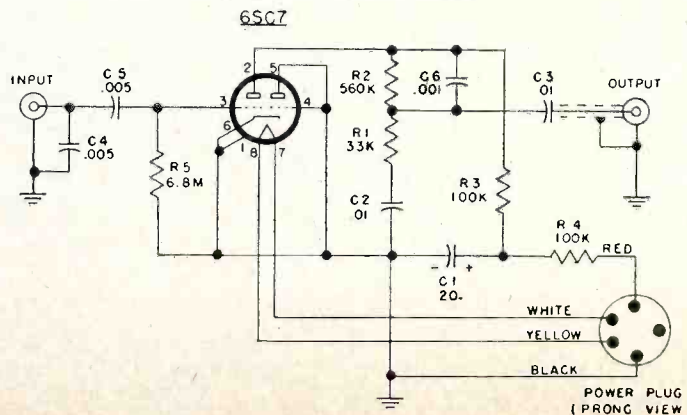 6SC7
INPUT
C5
.005
C4
.005
R5
6.8M
2
5
3
4
6
1
8
7
R2
560K
C6
.001
R1
33K
C2
01
C3
01
OUTPUT
R3
100K
C1
20-
- +
R4
100K
RED
WHITE
YELLOW
BLACK
POWER PLUG
(PRONG VIEW